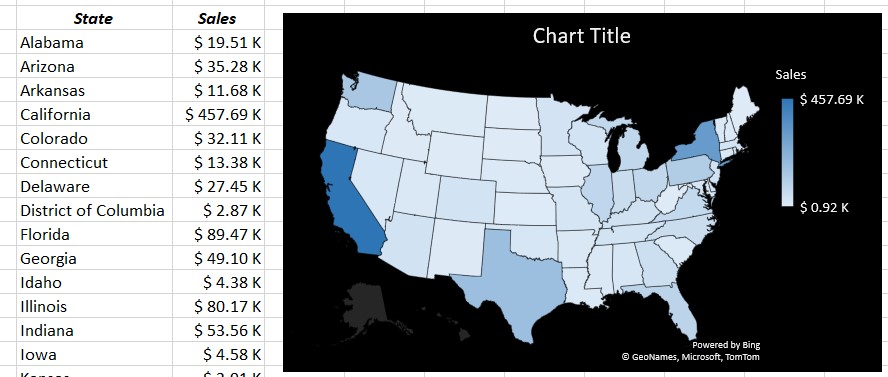 State Sales
Alabama $ 19.51 K
Arizona $ 35.28 K
Arkansas $ 11.68 K
California $ 457.69 K
Colorado $ 32.11 K
Connecticut $ 13.38 K
Delaware $ 27.45 K
District of Columbia $ 2.87 K
Florida $ 89.47 K
Georgia $ 49.10 K
Idaho $ 4.38 K
Illinois $ 80.17 K
Indiana $ 53.56 K
Iowa $ 4.58 K
Chart Title
Sales
$ 457.69 K
$ 0.92 K
Powered by Bing
© GeoNames, Microsoft, TomTom